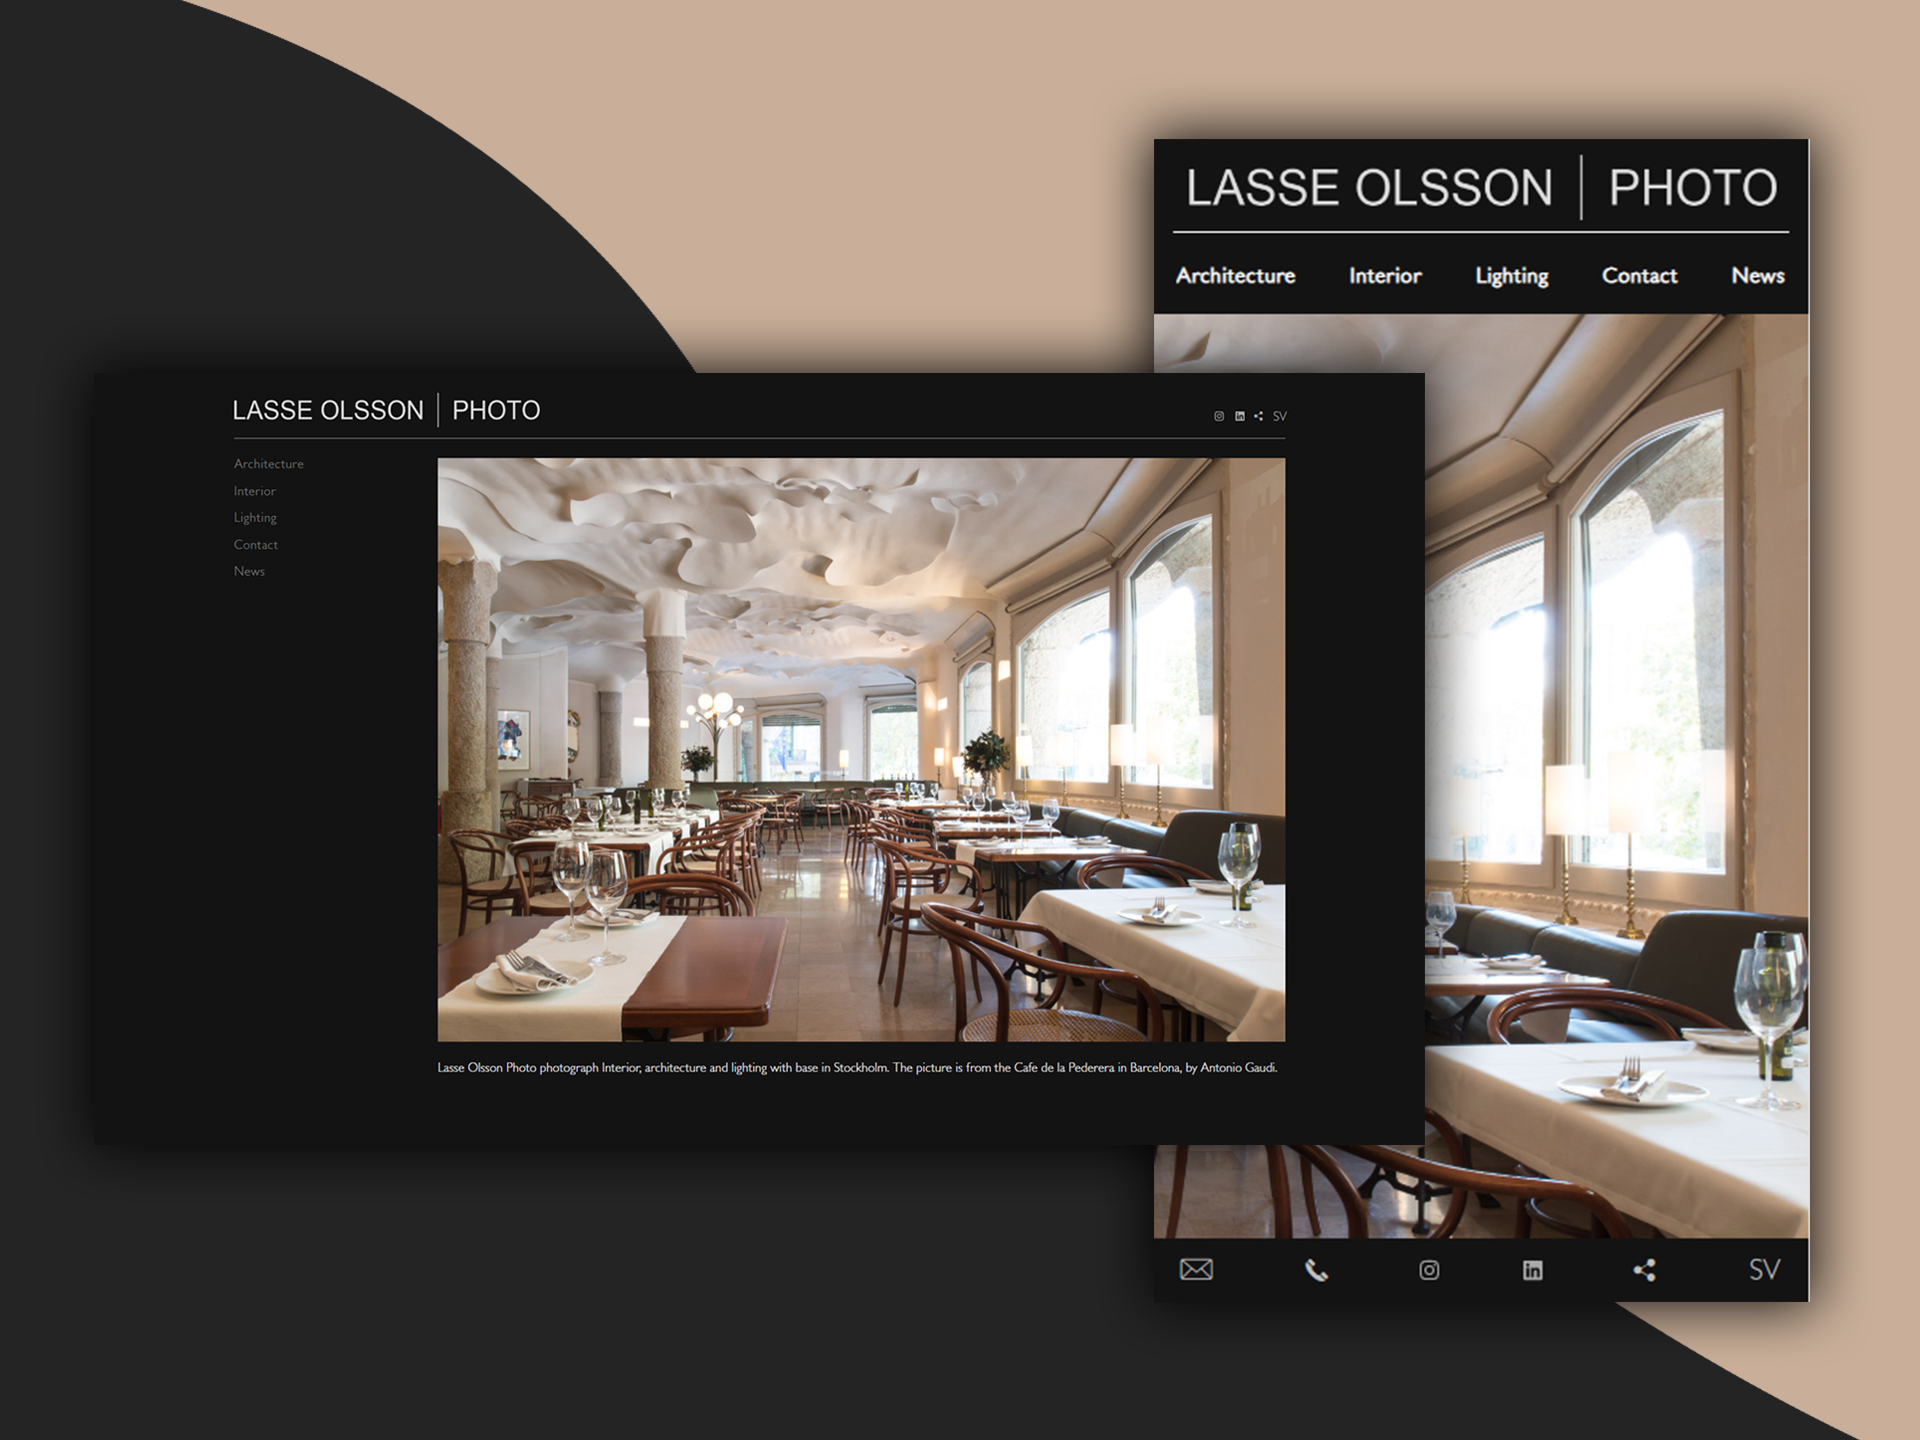 LASSE OLSSON | PHOTO
Architecture Interior Lighting Contact News
LASSE OLSSON | PHOTO
SV
Architecture
Interior
Lighting
Contact
News
Lasse Olsson Photo photograph Interior, architecture and lighting with base in Stockholm. The picture is from the Cafe de la Pederera in Barcelona, by Antonio Gaudi.
in SV